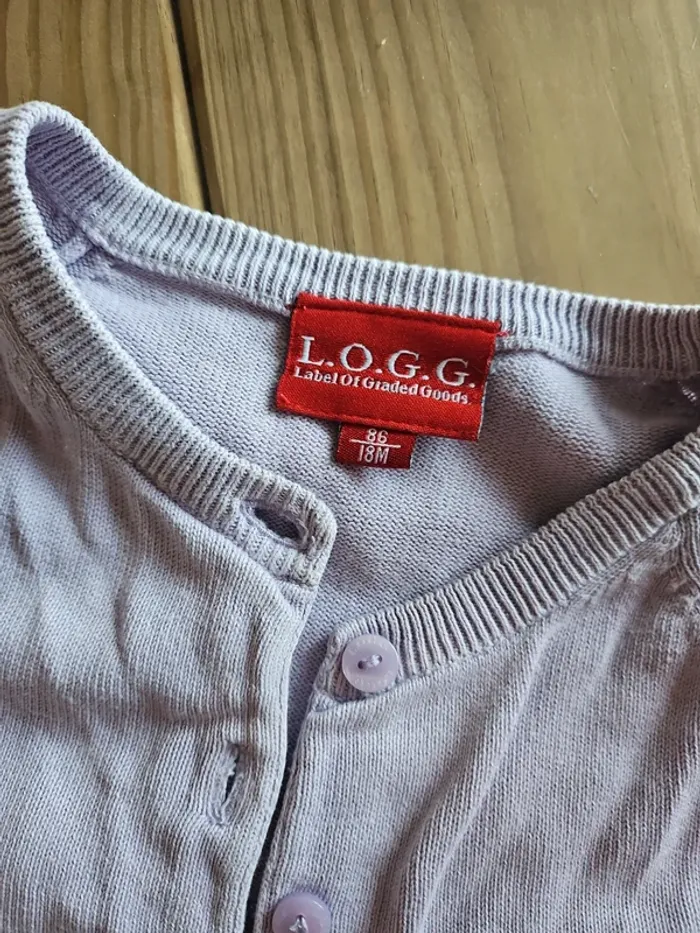 L.O.G.G.
Label Of Graded Goods
86
18M